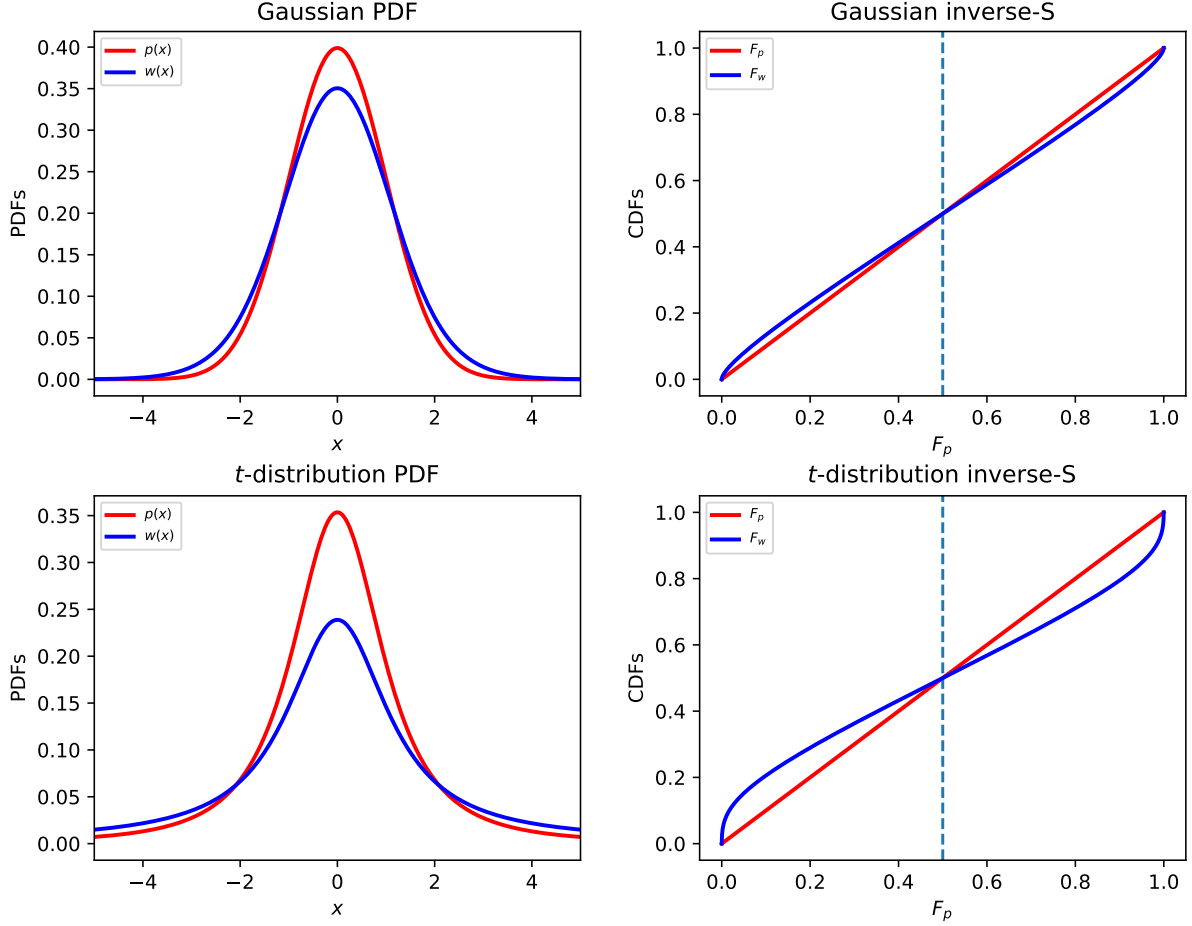 Gaussian PDF
p(x)
w(x)
PDFs
0.40
0.35
0.30
0.25
0.20
0.15
0.10
0.05
0.00
−4
−2
0
2
4
x
Gaussian inverse-S
F_p
F_w
CDFs
1.0
0.8
0.6
0.4
0.2
0.0
0.0
0.2
0.4
0.6
0.8
1.0
F_p
t-distribution PDF
p(x)
w(x)
PDFs
0.35
0.30
0.25
0.20
0.15
0.10
0.05
0.00
−4
−2
0
2
4
x
t-distribution inverse-S
F_p
F_w
CDFs
1.0
0.8
0.6
0.4
0.2
0.0
0.0
0.2
0.4
0.6
0.8
1.0
F_p